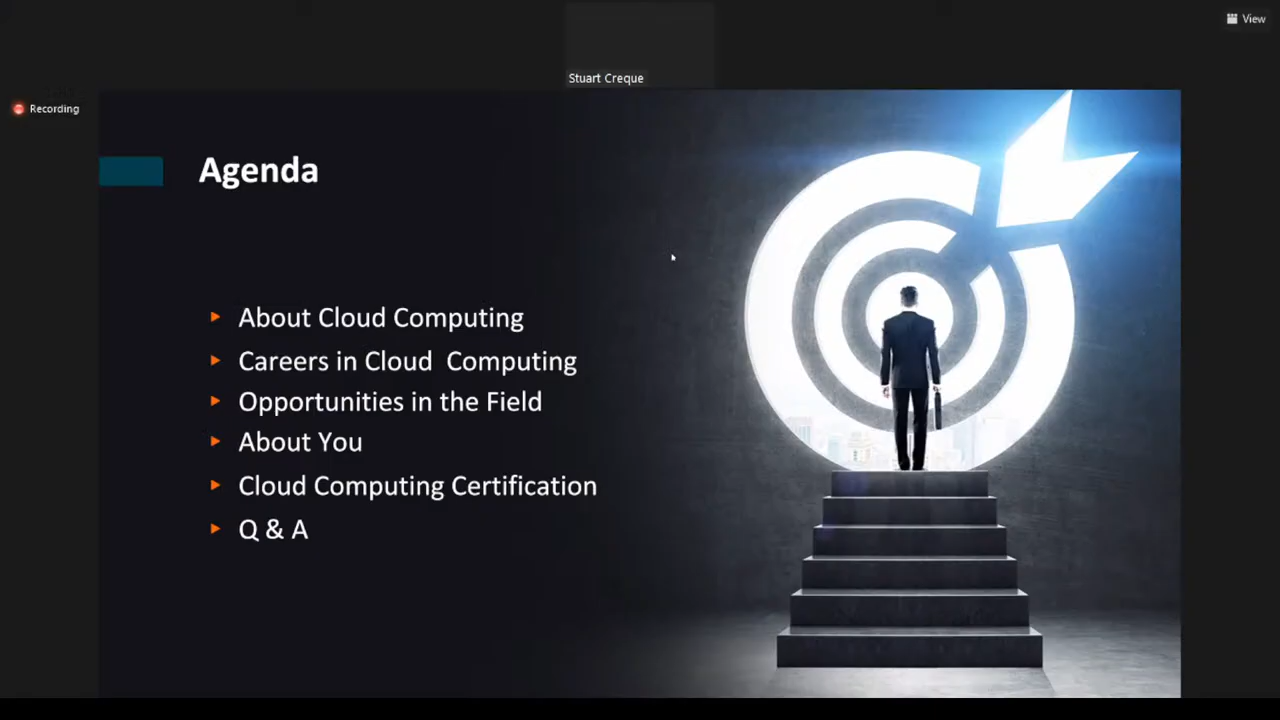 View
Stuart Creque
Recording
Agenda
About Cloud Computing
Careers in Cloud  Computing
Opportunities in the Field
About You
Cloud Computing Certification
Q & A